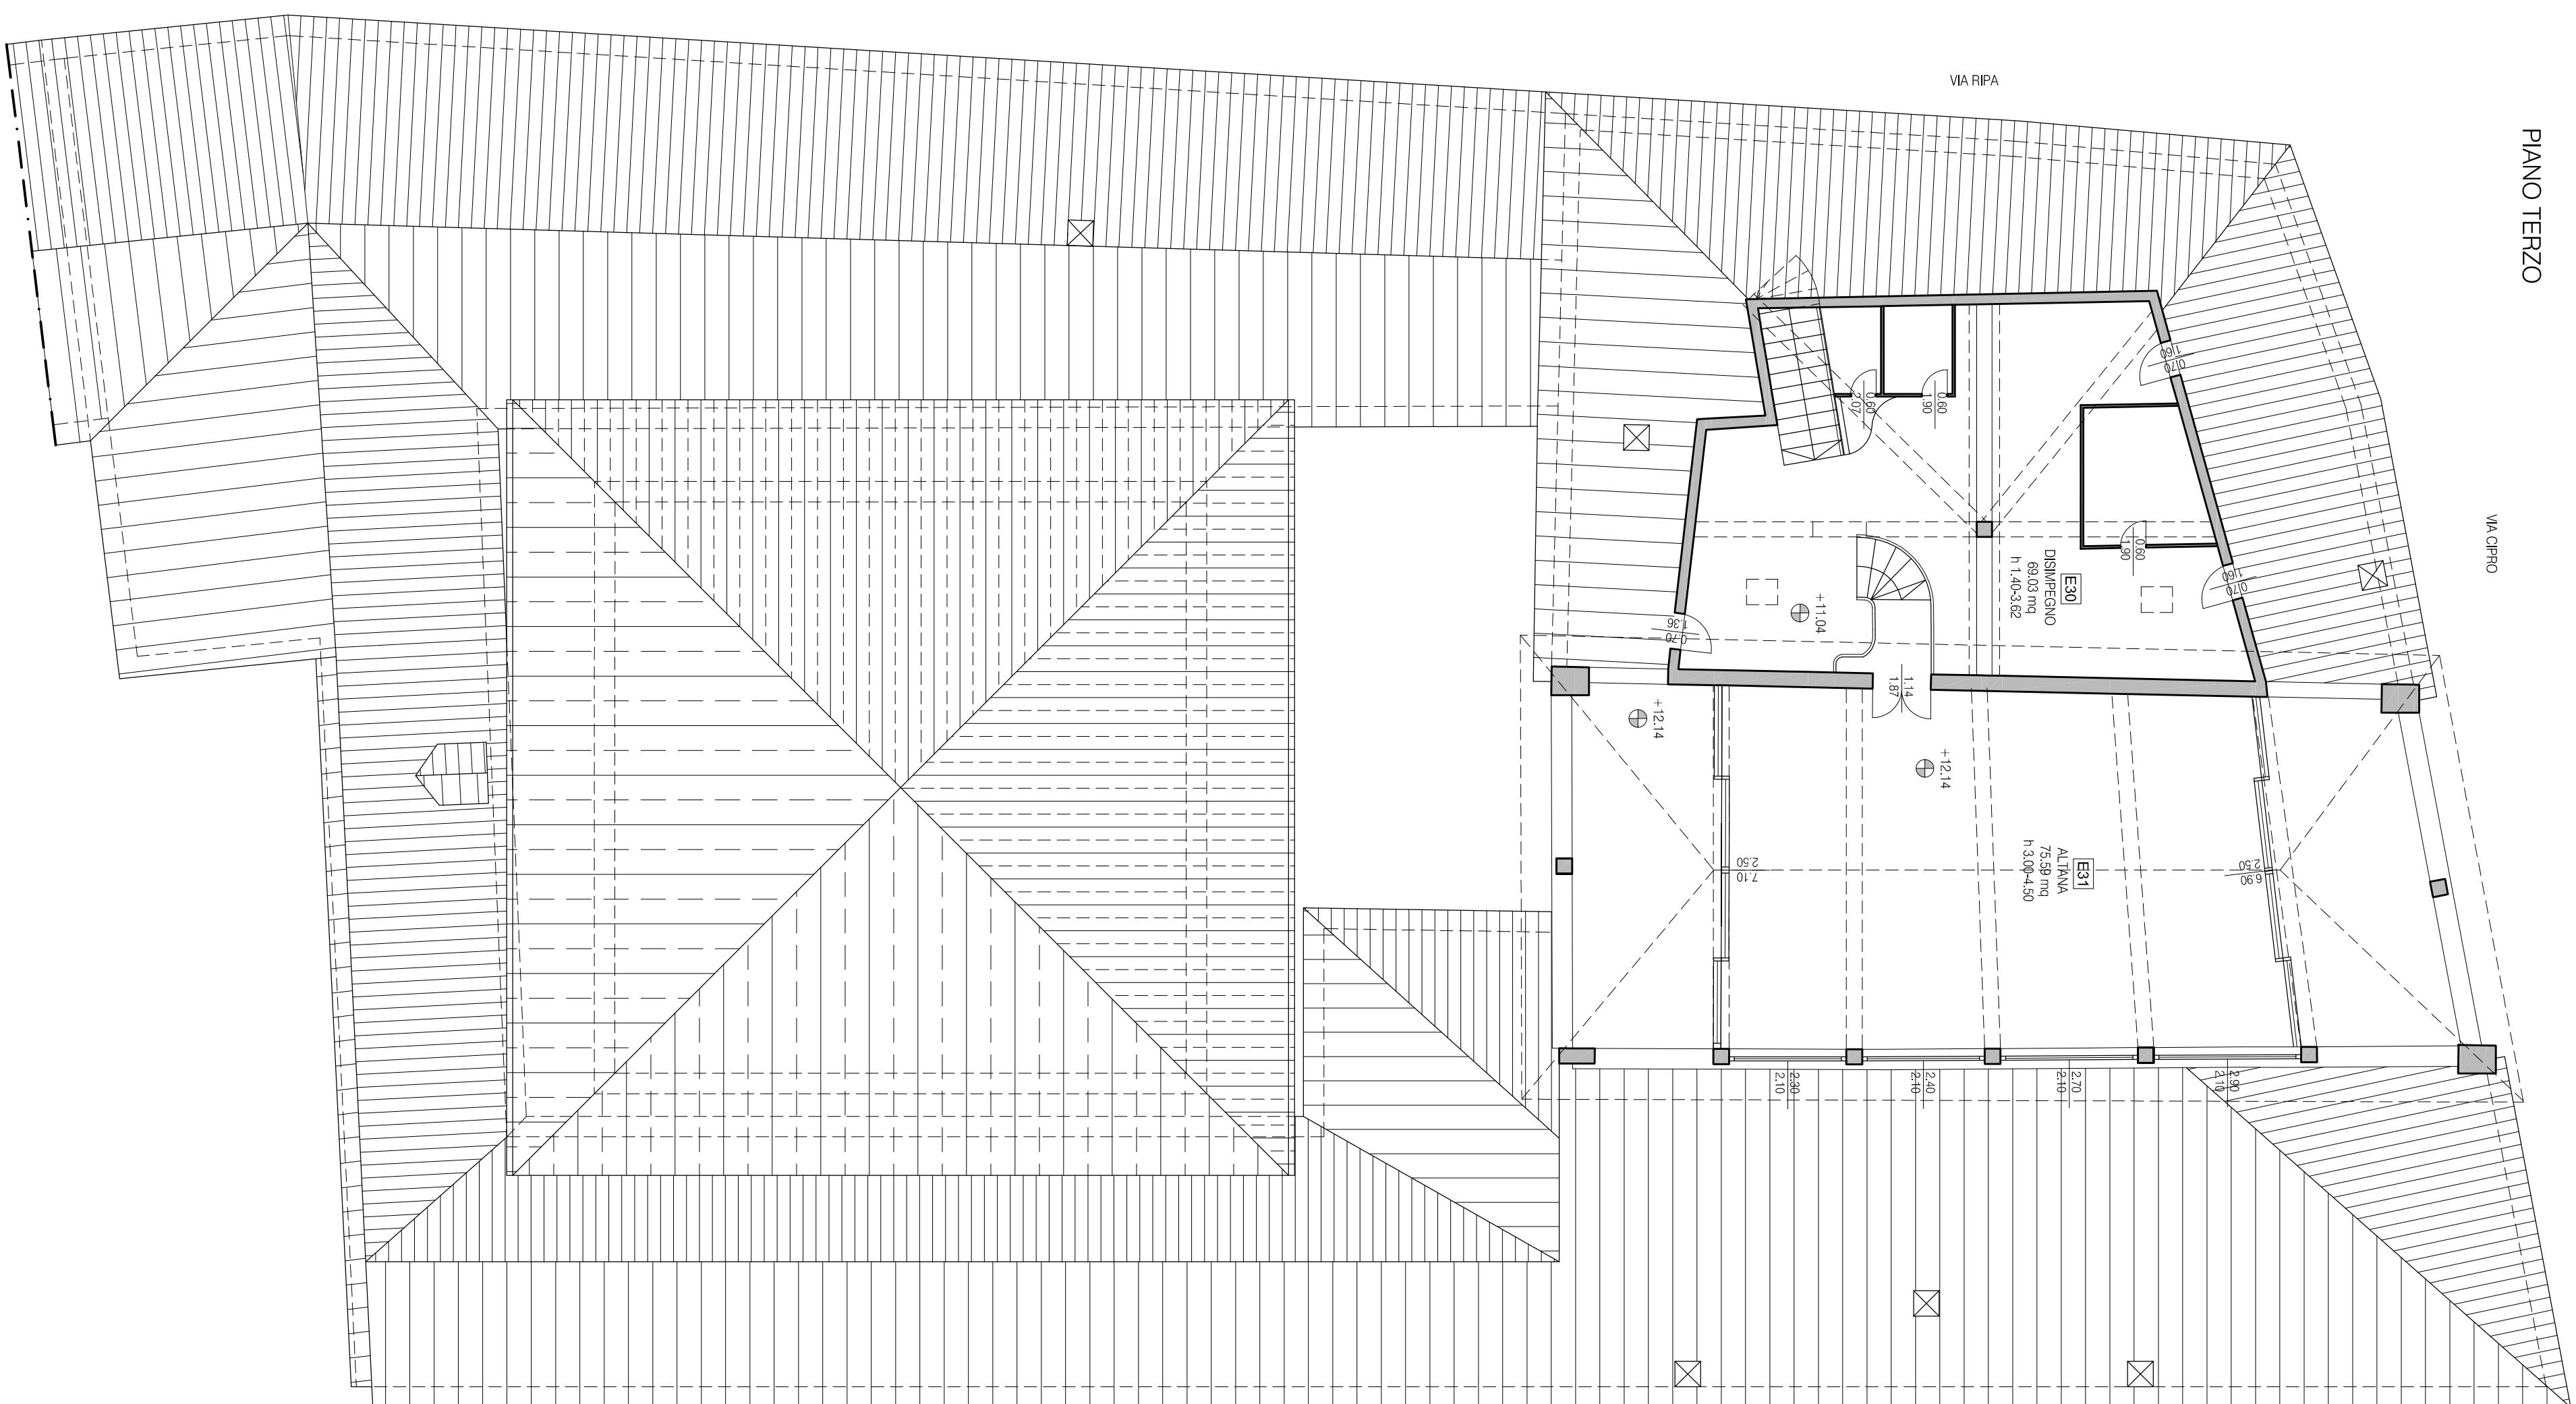 PIANO TERZO
VIA RIPA
VIA CIPRO
E30
DISIMPEGNO
69.03 mq
h 1.40-3.62
E31
ALTANA
75.59 mq
h 3.00-4.50
+11.04
+12.14
+12.14
0.60
2.07
0.60
1.90
0.60
1.90
1.60
0.70
1.60
0.70
1.36
0.70
1.14
1.87
2.50
7.10
2.50
6.90
2.30
2.10
2.40
2.10
2.70
2.10
2.90
2.10